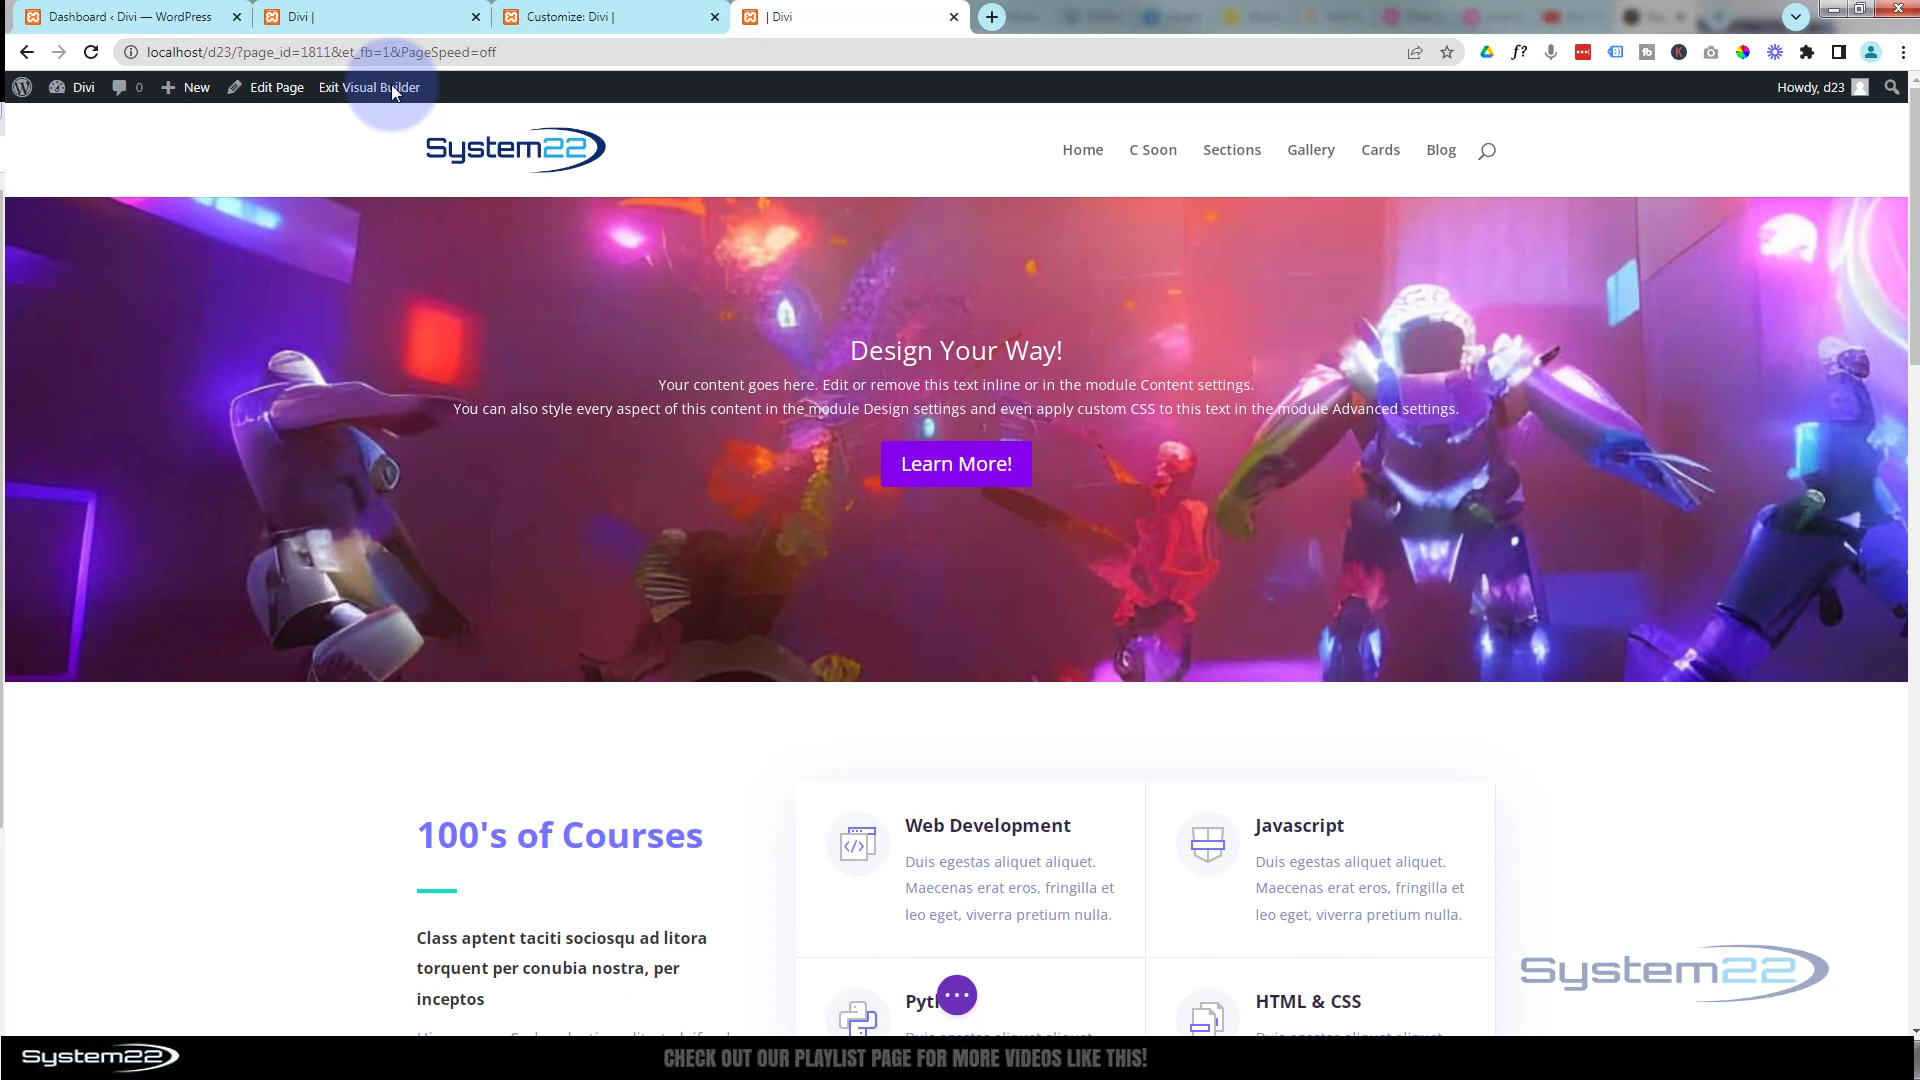 Dashboard ‹ Divi — WordPress
Divi |
Customize: Divi |
| Divi
localhost/d23/?page_id=1811&et_fb=1&PageSpeed=off
Divi
0
New
Edit Page
Exit Visual Builder
Howdy, d23
System22
Home
C Soon
Sections
Gallery
Cards
Blog
Design Your Way!
Your content goes here. Edit or remove this text inline or in the module Content settings.
You can also style every aspect of this content in the module Design settings and even apply custom CSS to this text in the module Advanced settings.
Learn More!
100's of Courses
Class aptent taciti sociosqu ad litora
torquent per conubia nostra, per
inceptos
Web Development
Duis egestas aliquet aliquet.
Maecenas erat eros, fringilla et
leo eget, viverra pretium nulla.
Javascript
Duis egestas aliquet aliquet.
Maecenas erat eros, fringilla et
leo eget, viverra pretium nulla.
HTML & CSS
System22
System22
CHECK OUT OUR PLAYLIST PAGE FOR MORE VIDEOS LIKE THIS!